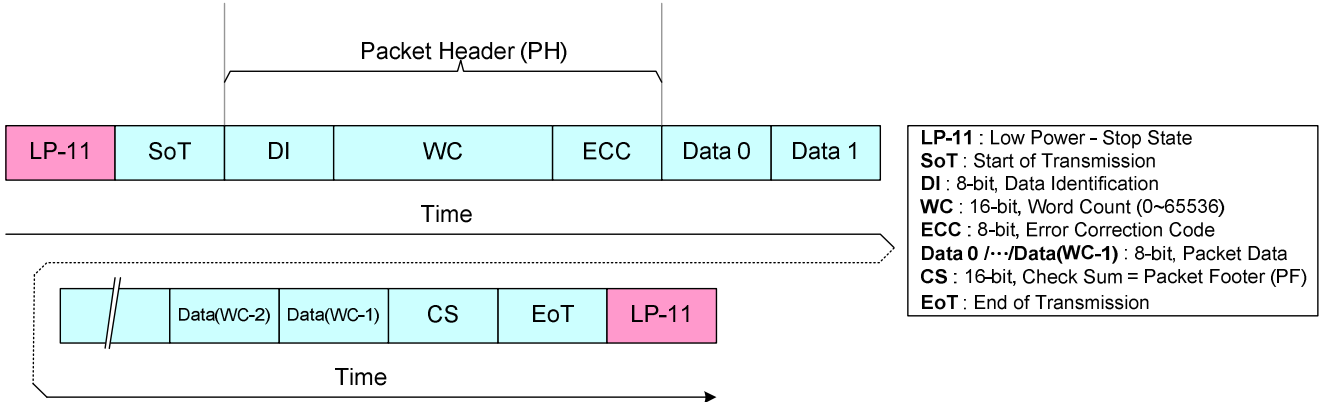 Packet Header (PH)
LP-11 SoT DI WC ECC Data 0 Data 1
Time
Data(WC-2) Data(WC-1) CS EoT LP-11
Time
LP-11 : Low Power - Stop State
SoT : Start of Transmission
DI : 8-bit, Data Identification
WC : 16-bit, Word Count (0~65536)
ECC : 8-bit, Error Correction Code
Data 0 /···/Data(WC-1) : 8-bit, Packet Data
CS : 16-bit, Check Sum = Packet Footer (PF)
EoT : End of Transmission